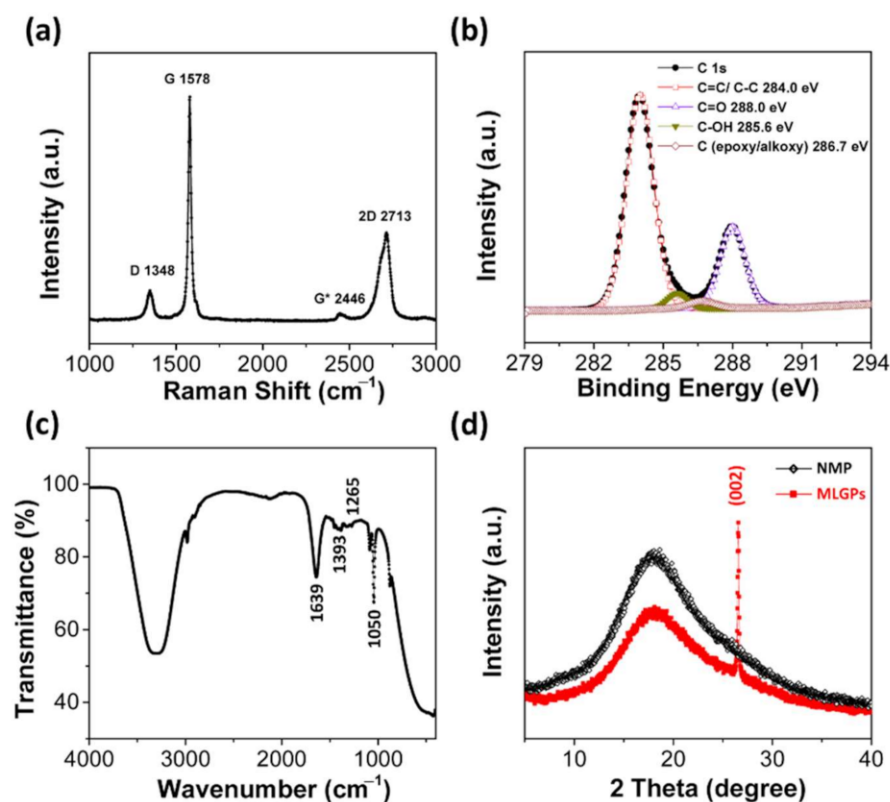 (a)
Intensity (a.u.)
G 1578
D 1348
G* 2446
2D 2713
1000 1500 2000 2500 3000
Raman Shift (cm⁻¹)
(b)
Intensity (a.u.)
C 1s
C=C/ C-C 284.0 eV
C=O 288.0 eV
C-OH 285.6 eV
C (epoxy/alkoxy) 286.7 eV
279 282 285 288 291 294
Binding Energy (eV)
(c)
Transmittance (%)
100
80
60
40
1639
1393
1265
1050
4000 3000 2000 1000
Wavenumber (cm⁻¹)
(d)
Intensity (a.u.)
NMP
MLGPs
(002)
10 20 30 40
2 Theta (degree)